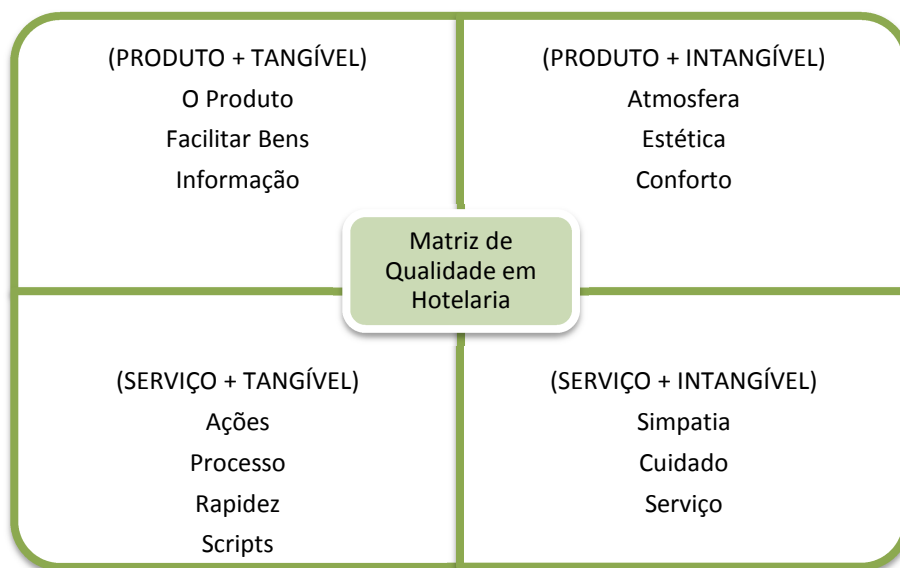 (PRODUTO + TANGÍVEL)
O Produto
Facilitar Bens
Informação
(PRODUTO + INTANGÍVEL)
Atmosfera
Estética
Conforto
Matriz de
Qualidade em
Hotelaria
(SERVIÇO + TANGÍVEL)
Ações
Processo
Rapidez
Scripts
(SERVIÇO + INTANGÍVEL)
Simpatia
Cuidado
Serviço